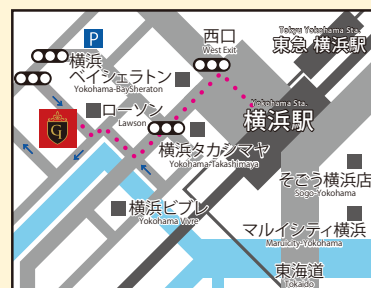 西口
West Exit
Tokyu Yokohama Sta.
東急 横浜駅
P
横浜
ベイシェラトン
Yokohama-BaySheraton
ローソン
Lawson
G
Yokohama Sta.
横浜駅
横浜タカシマヤ
Yokohama-Takashimaya
そごう横浜店
Sogo-Yokohama
横浜ビブレ
Yokohama Vivre
マルイシティ横浜
Maruicity-Yokohama
東海道
Tokaido